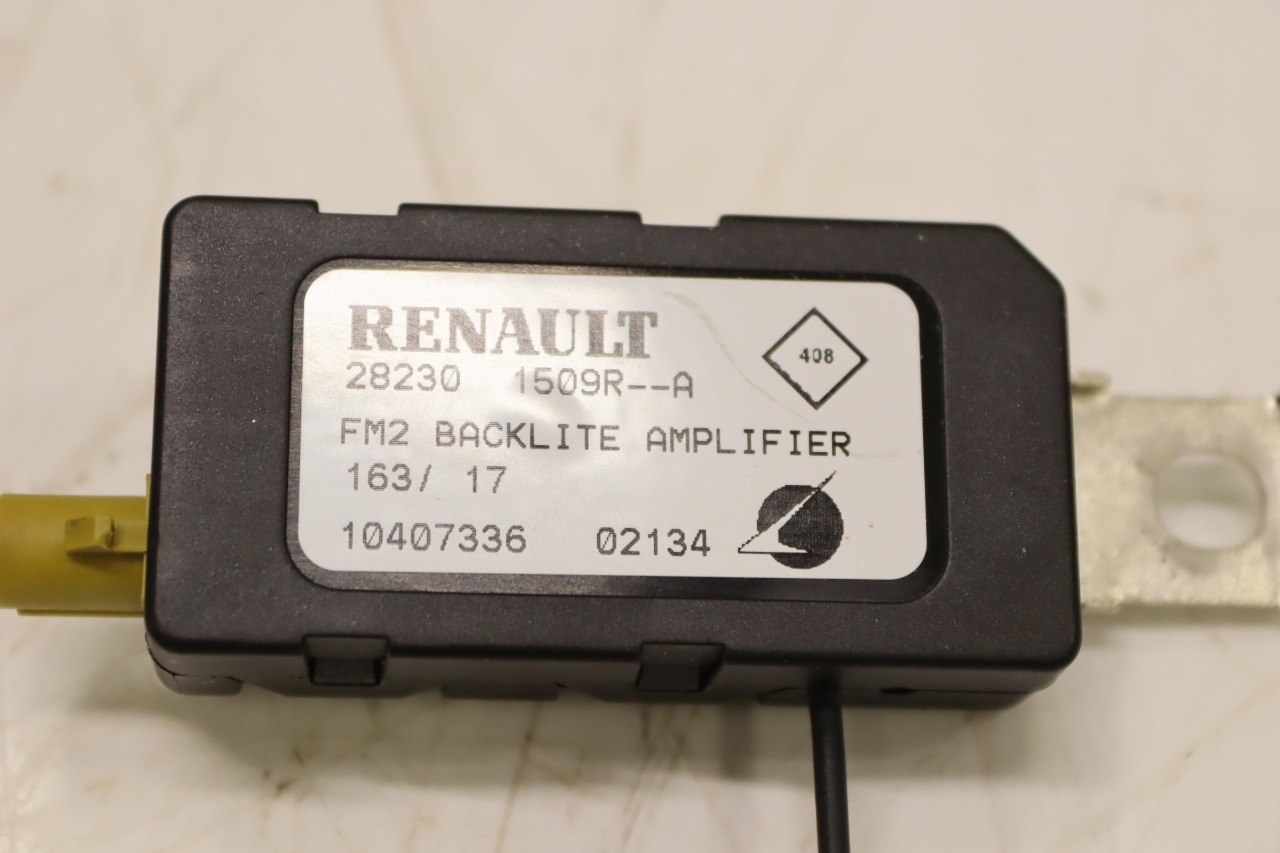 RENAULT
408
28230 1509R--A
FM2 BACKLITE AMPLIFIER
163/ 17
10407336 02134